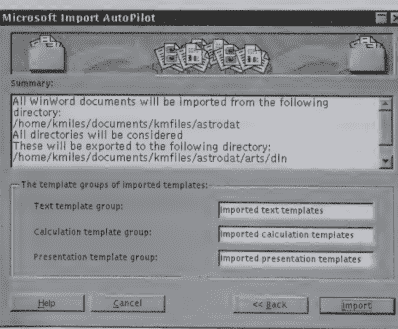 Microsoft Import AutoPilot
Summary:
All WinWord documents will be imported from the following
directory:
/home/kmiles/documents/kmfiles/astrodat
All directories will be considered
These will be exported to the following directory:
/home/kmiles/documents/kmfiles/astrodat/arts/dln
The template groups of imported templates:
Text template group:
Imported text templates
Calculation template group:
Imported calculation templates
Presentation template group:
Imported presentation templates
Help
Cancel
<< Back
Import